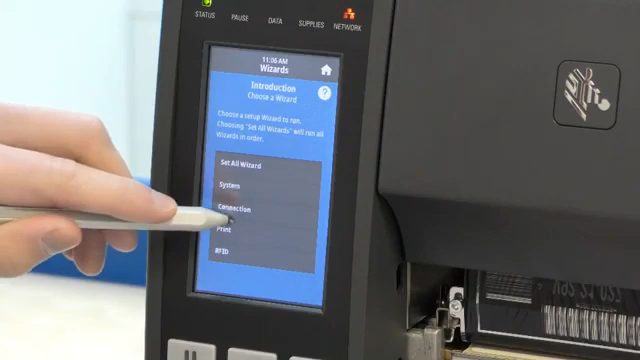 STATUS PAUSE DATA SUPPLIES NETWORK
11:06 AM
Wizards
Introduction
Choose a Wizard
?
Choose a setup Wizard to run.
Choosing "Set All Wizards" will run all
Wizards in order.
Set All Wizard
System
Connection
Print
RFID